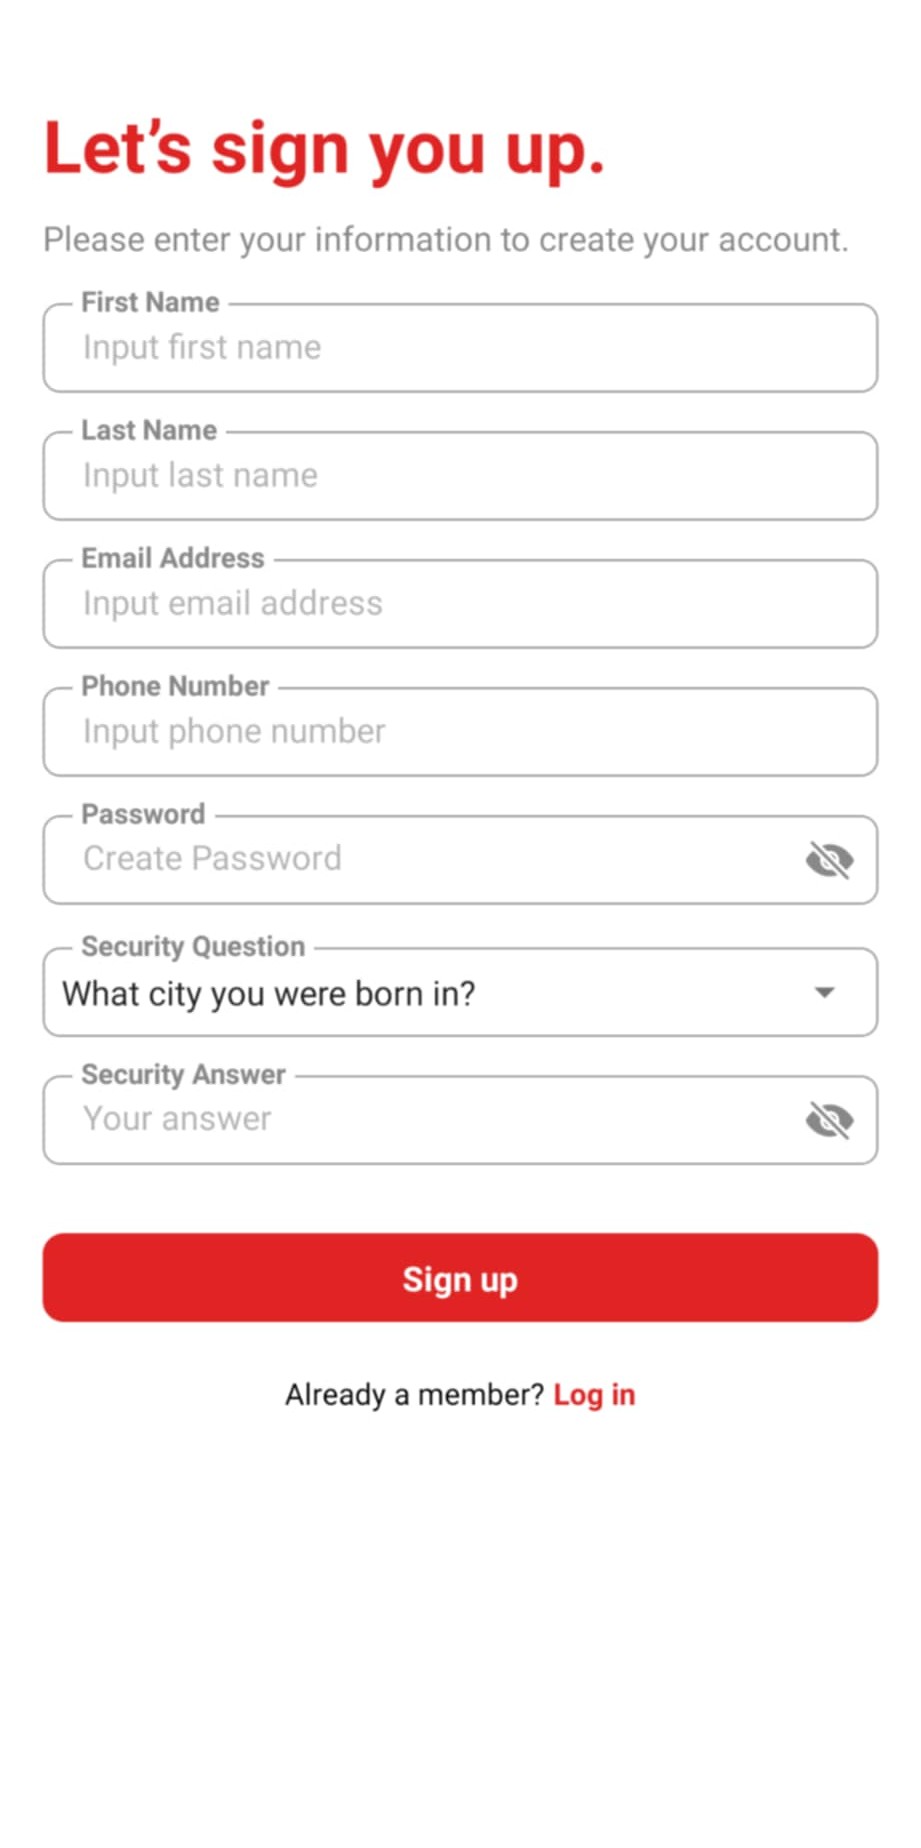 Let’s sign you up.
Please enter your information to create your account.
First Name
Input first name
Last Name
Input last name
Email Address
Input email address
Phone Number
Input phone number
Password
Create Password
Security Question
What city you were born in?
Security Answer
Your answer
Sign up
Already a member? Log in